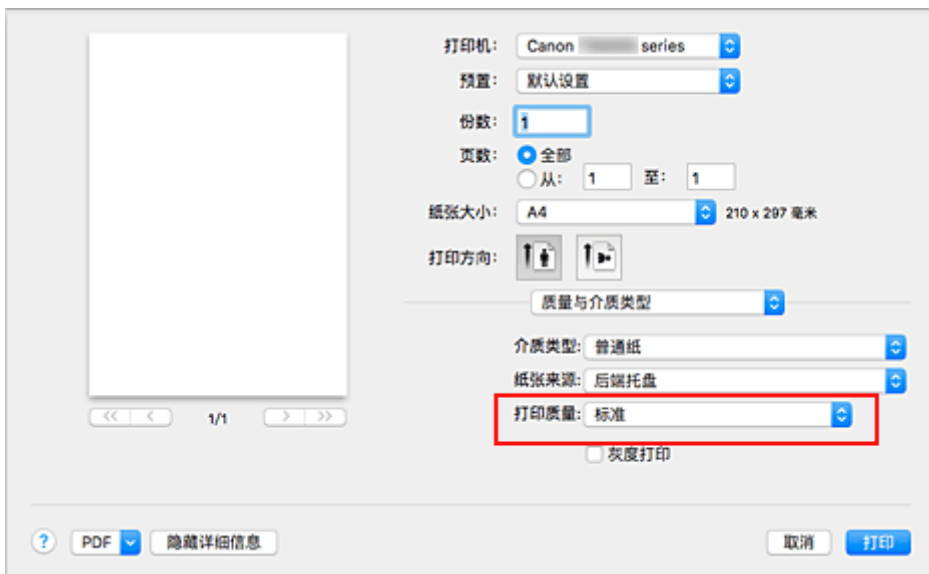 打印机: Canon series
预置: 默认设置
份数: 1
页数: 全部
从: 1 至: 1
纸张大小: A4 210 x 297 毫米
打印方向:
质量与介质类型
介质类型: 普通纸
纸张来源: 后端托盘
打印质量: 标准
灰度打印
<< < 1/1 > >>
? PDF 隐藏详细信息 取消 打印